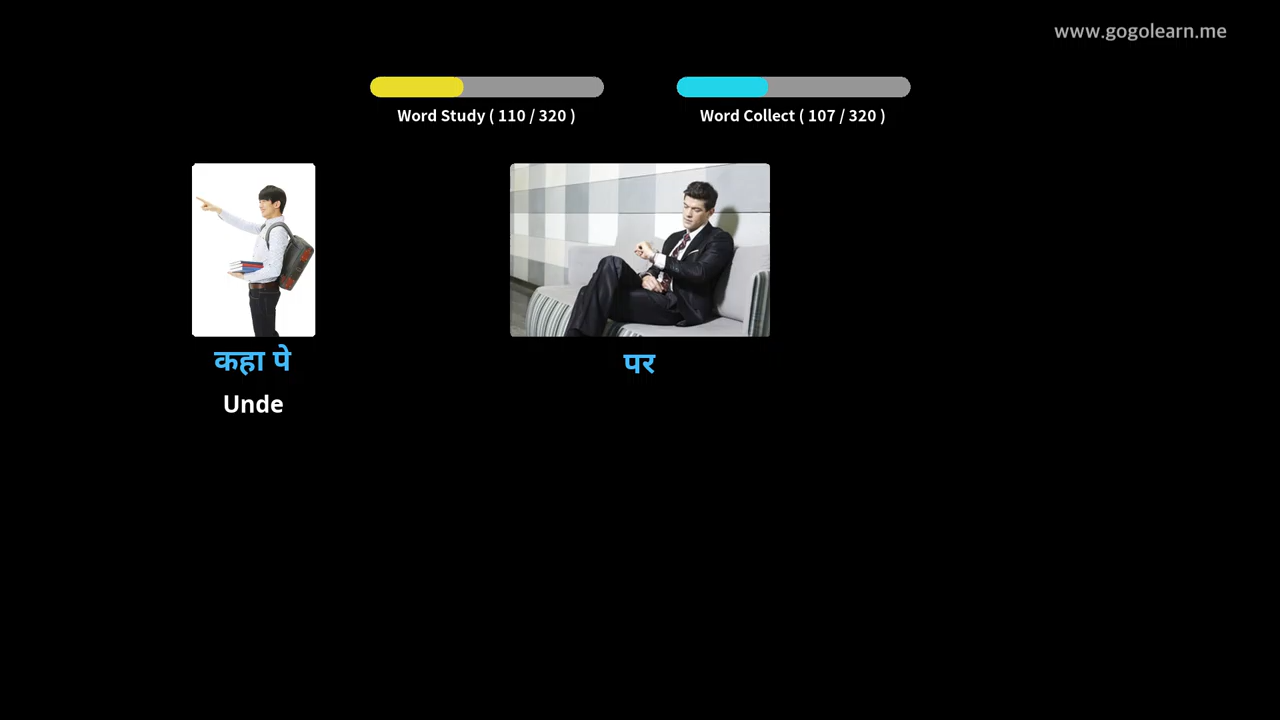 www.gogolearn.me
Word Study ( 110 / 320 )
Word Collect ( 107 / 320 )
कहा पे
पर
Unde